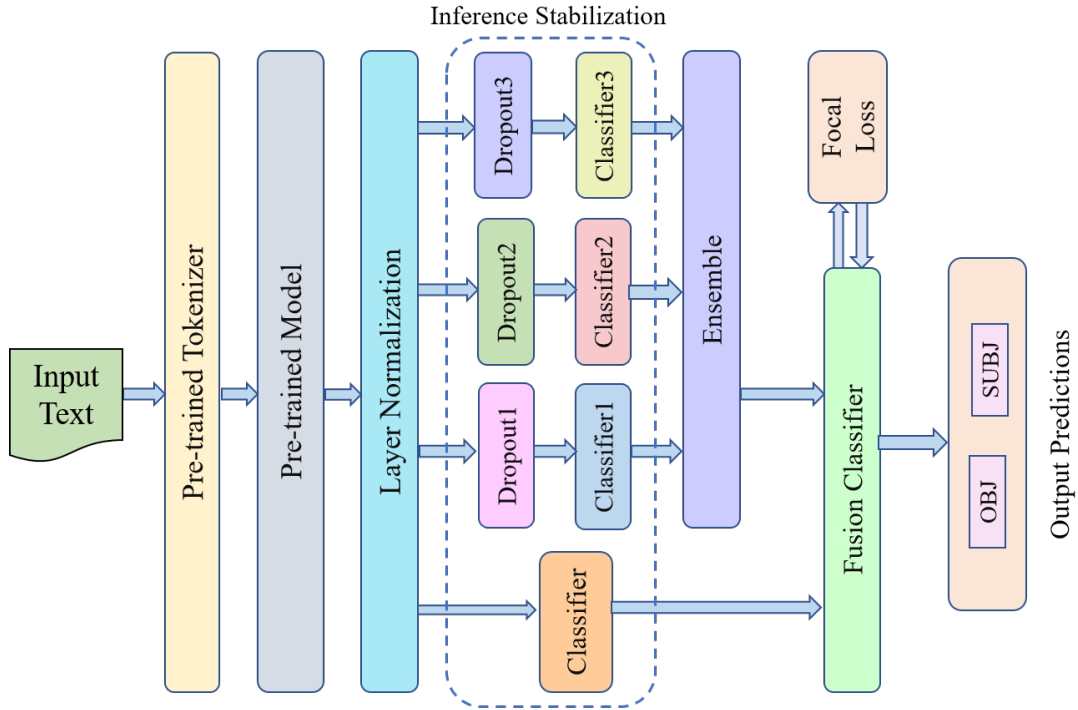 Inference Stabilization
Input
Text
Pre-trained Tokenizer
Pre-trained Model
Layer Normalization
Dropout3
Classifier3
Dropout2
Classifier2
Dropout1
Classifier1
Classifier
Ensemble
Focal
Loss
Fusion Classifier
SUBJ
OBJ
Output Predictions